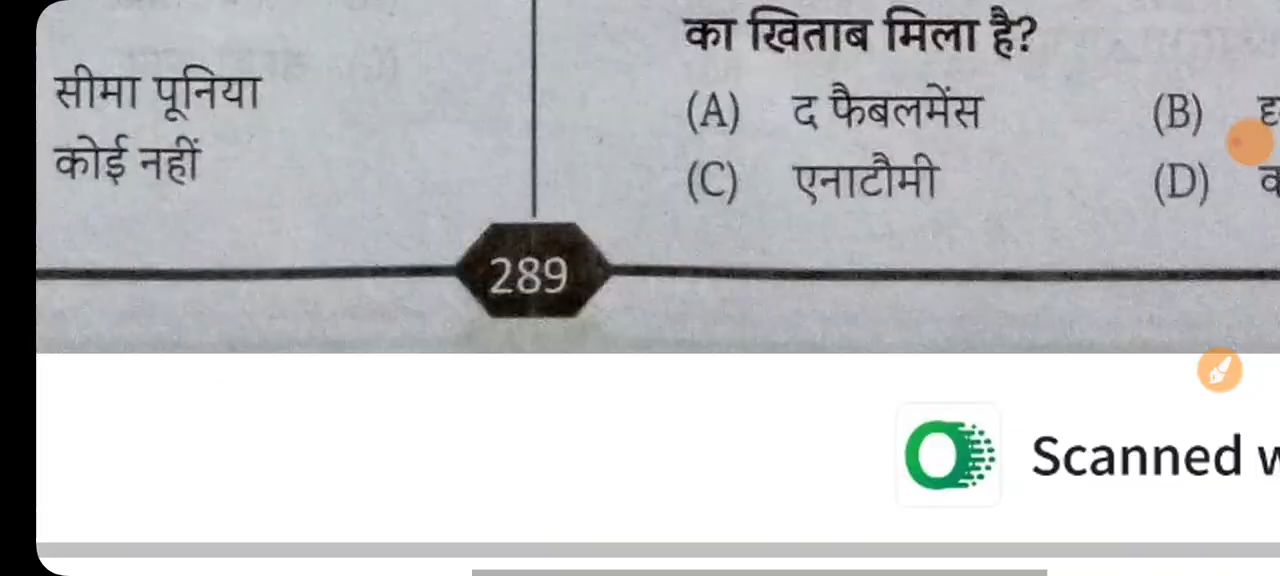 सीमा पूनिया
कोई नहीं
का खिताब मिला है?
(A) द फैबलमेंस (B)
(C) एनाटौमी (D)
289
Scanned